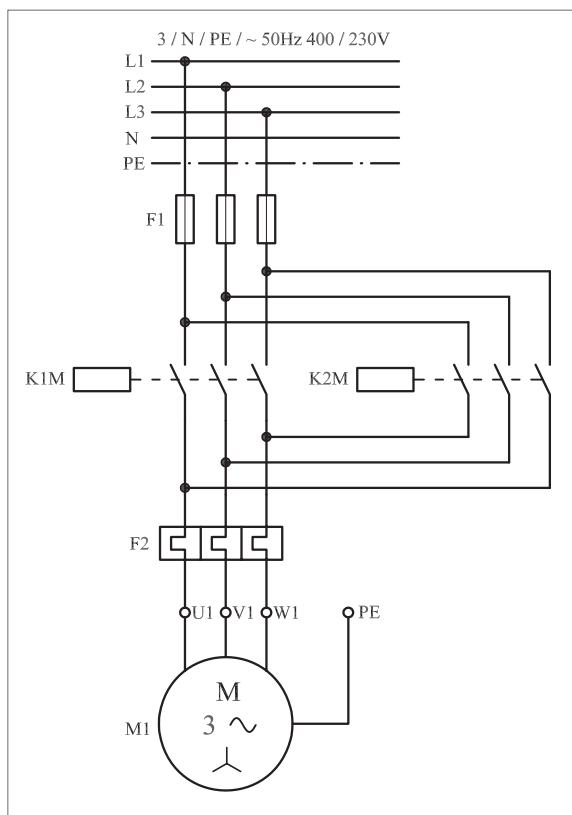 3 / N / PE / ~ 50Hz 400 / 230V
L1
L2
L3
N
PE
F1
K1M
K2M
F2
U1 V1 W1 PE
M
M1
3